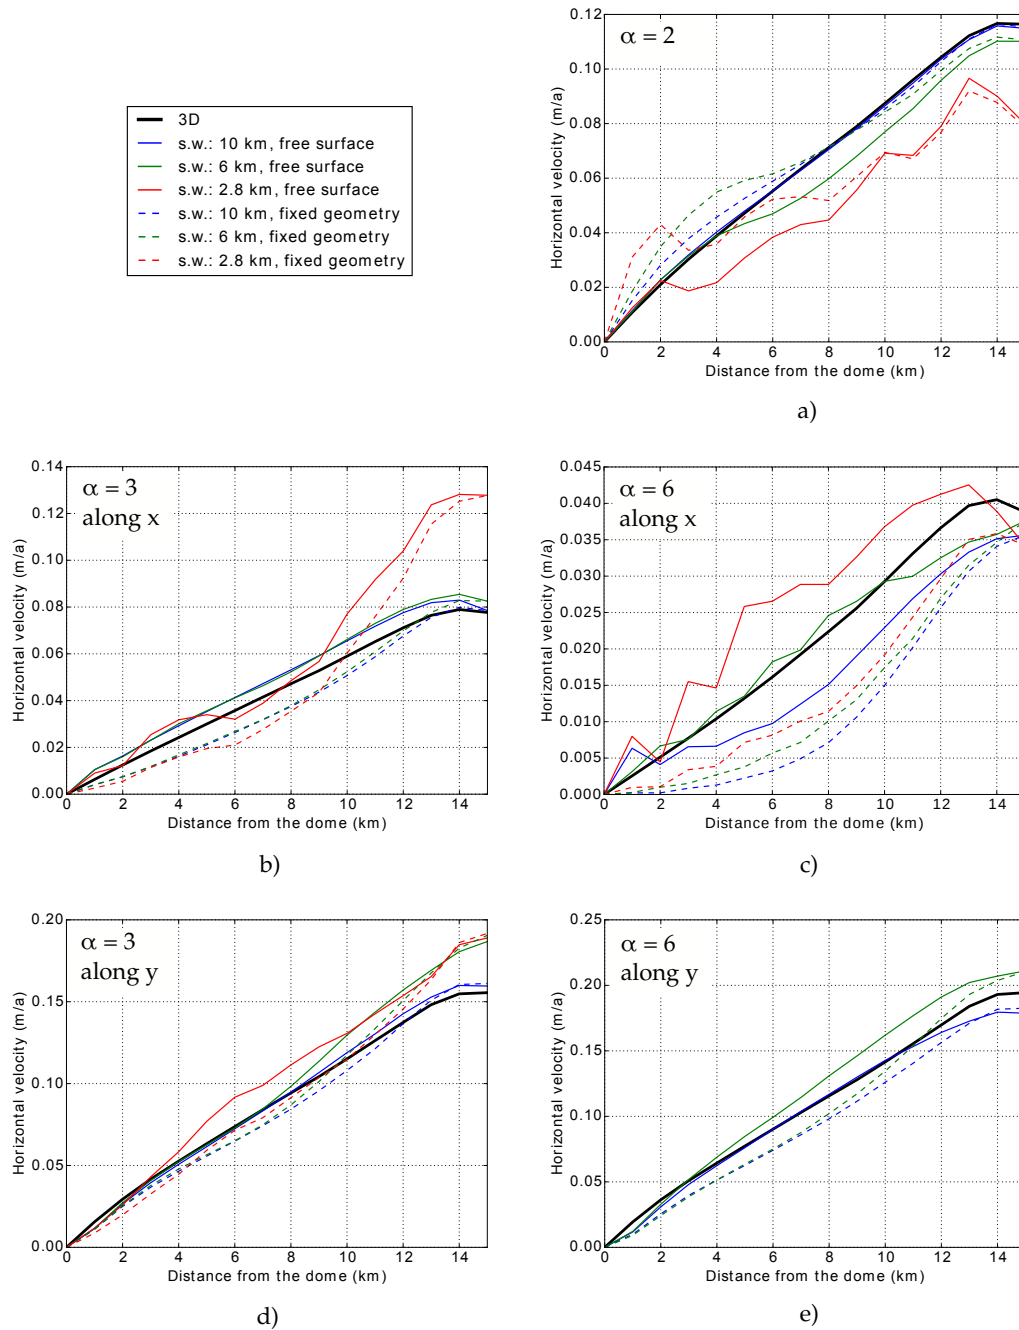 3D
s.w.: 10 km, free surface
s.w.: 6 km, free surface
s.w.: 2.8 km, free surface
s.w.: 10 km, fixed geometry
s.w.: 6 km, fixed geometry
s.w.: 2.8 km, fixed geometry
α = 2
Horizontal velocity (m/a)
0.12
0.10
0.08
0.06
0.04
0.02
0.00
0 2 4 6 8 10 12 14
Distance from the dome (km)
a)
α = 3
along x
Horizontal velocity (m/a)
0.14
0.12
0.10
0.08
0.06
0.04
0.02
0.00
0 2 4 6 8 10 12 14
Distance from the dome (km)
b)
α = 6
along x
Horizontal velocity (m/a)
0.045
0.040
0.035
0.030
0.025
0.020
0.015
0.010
0.005
0.000
0 2 4 6 8 10 12 14
Distance from the dome (km)
c)
α = 3
along y
Horizontal velocity (m/a)
0.20
0.15
0.10
0.05
0.00
0 2 4 6 8 10 12 14
Distance from the dome (km)
d)
α = 6
along y
Horizontal velocity (m/a)
0.25
0.20
0.15
0.10
0.05
0.00
0 2 4 6 8 10 12 14
Distance from the dome (km)
e)